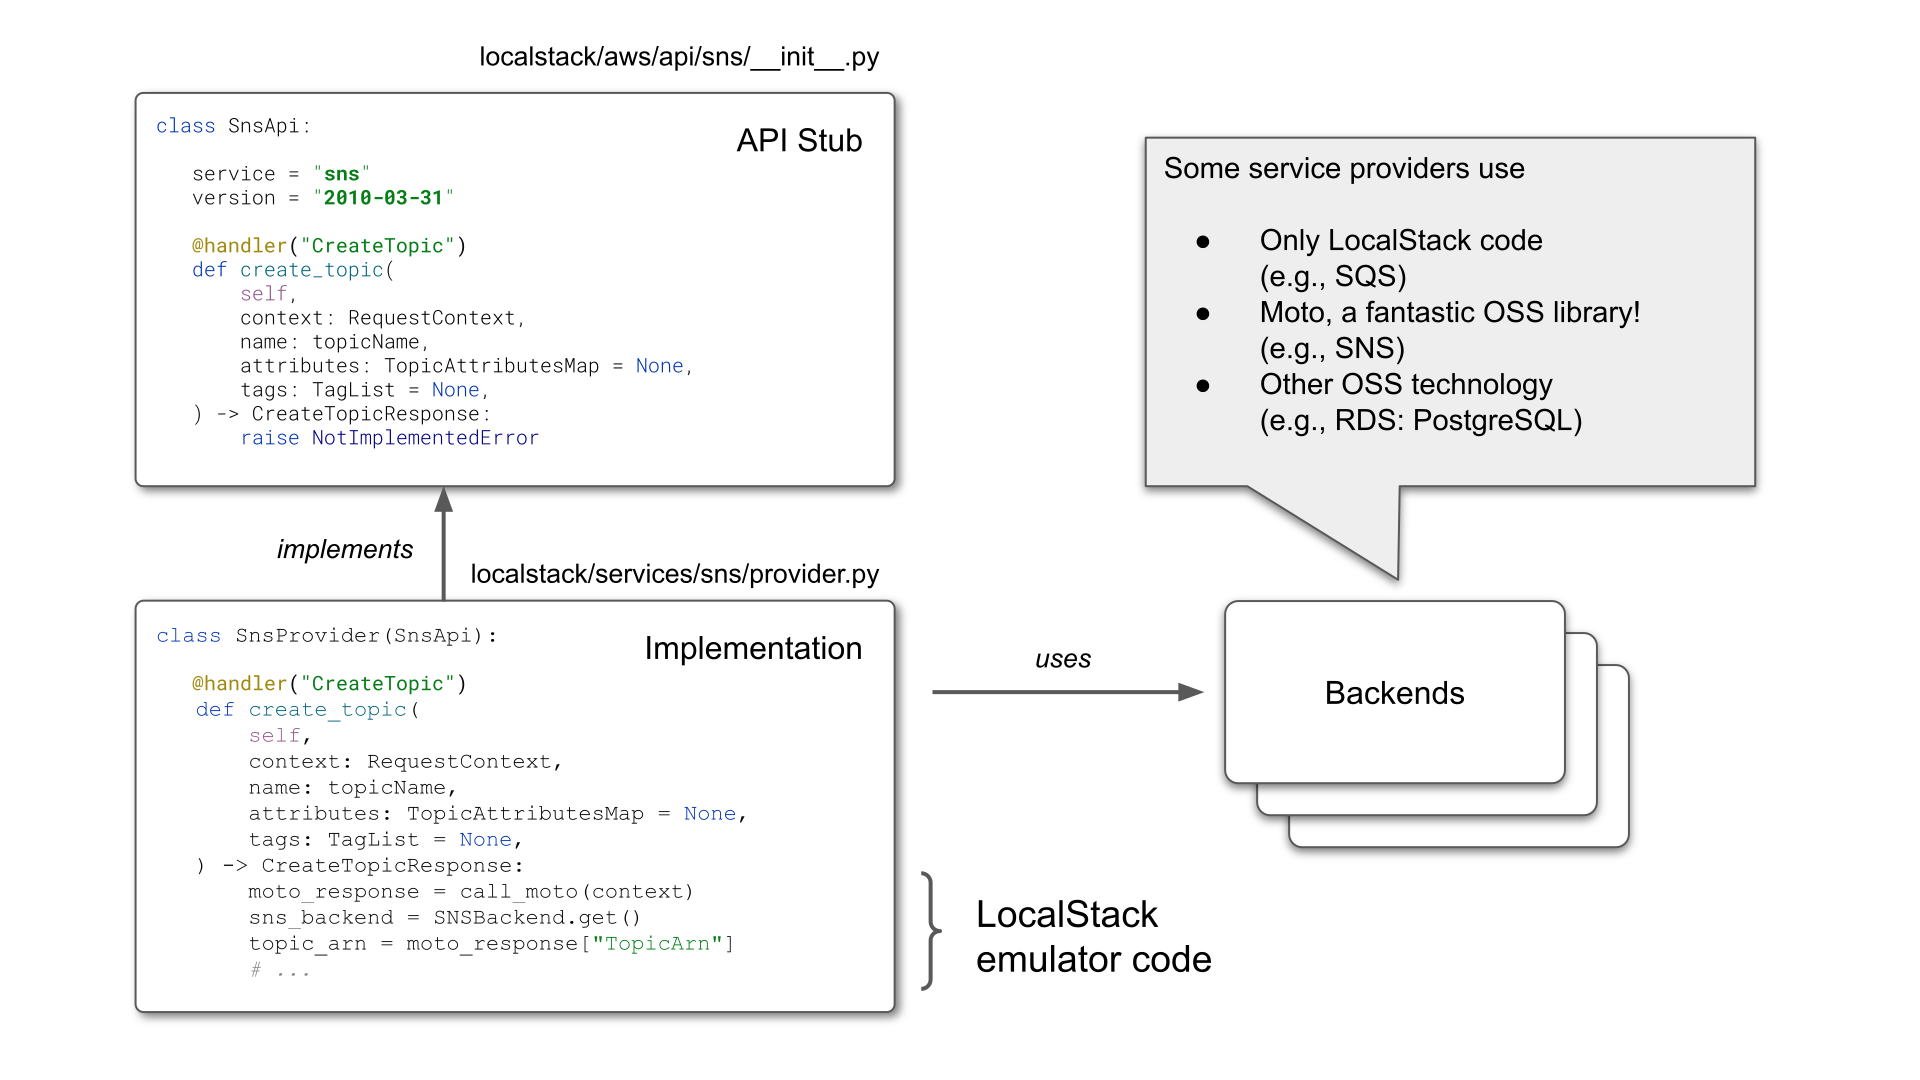 localstack/aws/api/sns/__init__.py
class SnsApi:
API Stub
service = "sns"
version = "2010-03-31"
@handler("CreateTopic")
def create_topic(
self,
context: RequestContext,
name: topicName,
attributes: TopicAttributesMap = None,
tags: TagList = None,
) -> CreateTopicResponse:
raise NotImplementedError
implements
localstack/services/sns/provider.py
class SnsProvider(SnsApi):
Implementation
@handler("CreateTopic")
def create_topic(
self,
context: RequestContext,
name: topicName,
attributes: TopicAttributesMap = None,
tags: TagList = None,
) -> CreateTopicResponse:
moto_response = call_moto(context)
sns_backend = SNSBackend.get()
topic_arn = moto_response["TopicArn"]
# ...
LocalStack
emulator code
uses
Some service providers use
● Only LocalStack code
(e.g., SQS)
● Moto, a fantastic OSS library!
(e.g., SNS)
● Other OSS technology
(e.g., RDS: PostgreSQL)
Backends